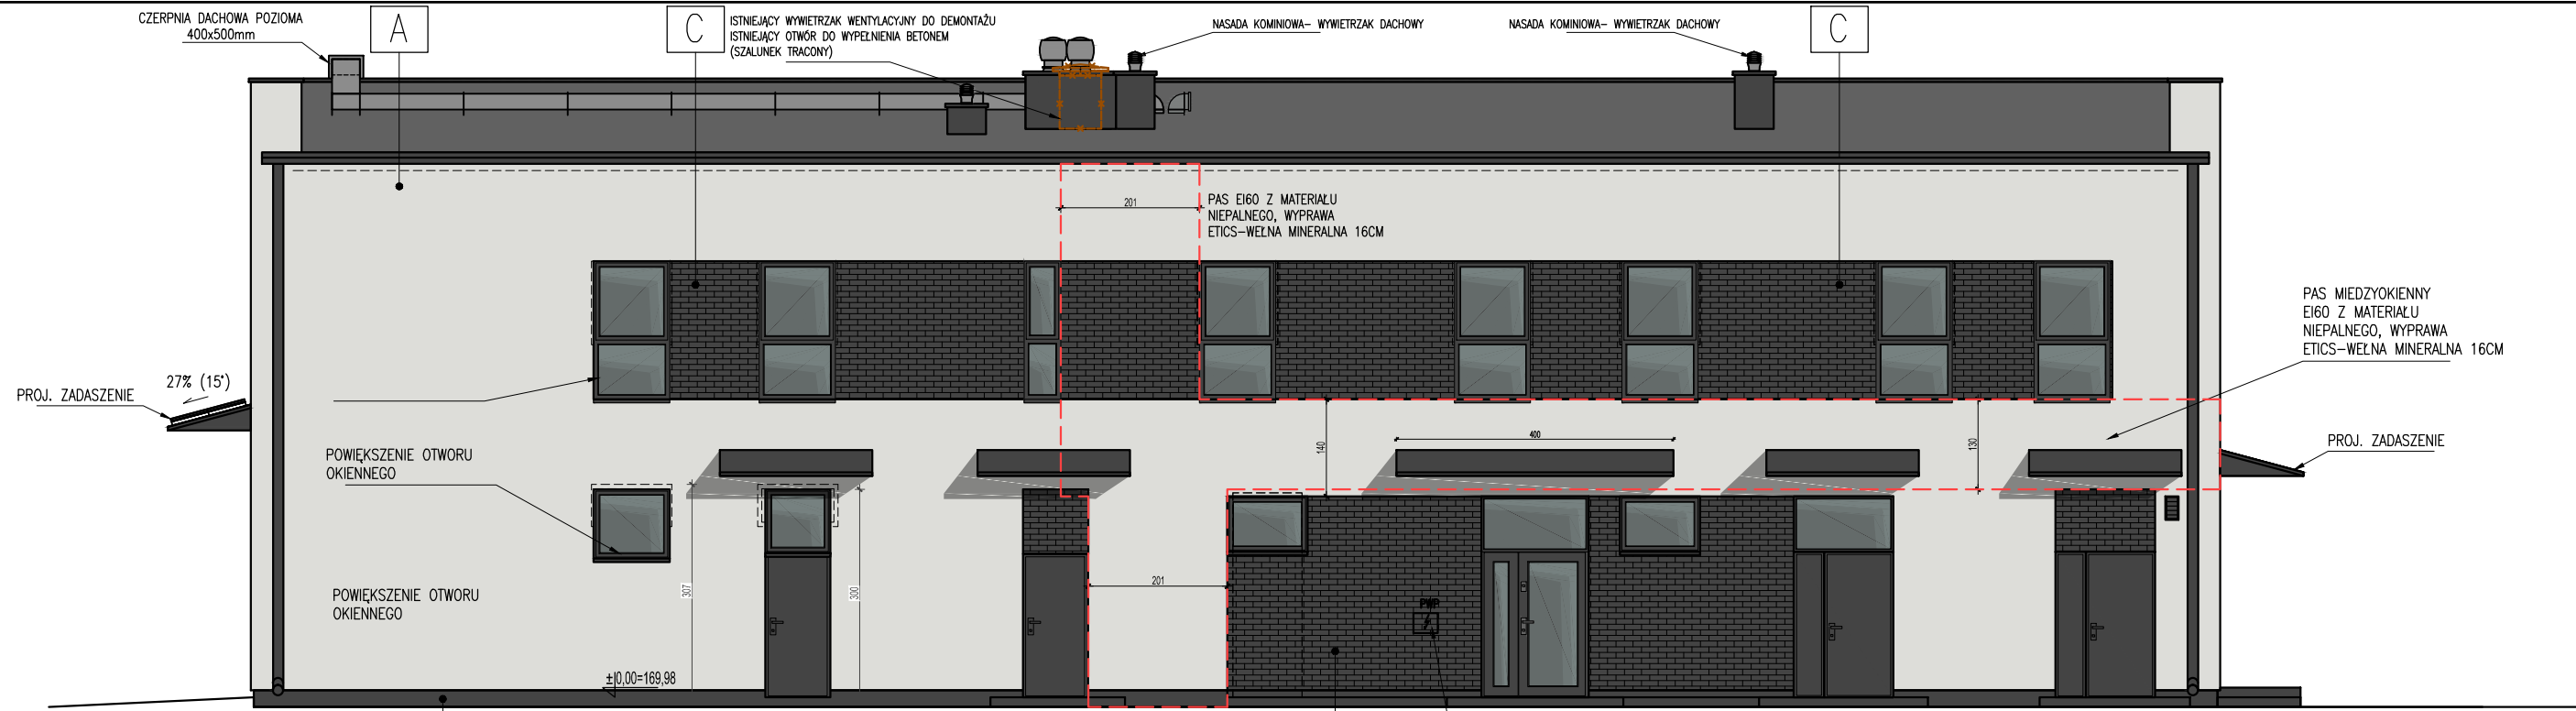 CZERPNIA DACHOWA POZIOMA
400x500mm
A
C
ISTNIEJĄCY WYWIETRZAK WENTYLACYJNY DO DEMONTAŻU
ISTNIEJĄCY OTWÓR DO WYPEŁNIENIA BETONEM
(SZALUNEK TRACONY)
NASADA KOMINIOWA– WYWIETRZAK DACHOWY
NASADA KOMINIOWA– WYWIETRZAK DACHOWY
C
201
PAS EI60 Z MATERIAŁU
NIEPALNEGO, WYPRAWA
ETICS–WEŁNA MINERALNA 16CM
PAS MIEDZYOKIENNY
EI60 Z MATERIAŁU
NIEPALNEGO, WYPRAWA
ETICS–WEŁNA MINERALNA 16CM
27% (15°)
PROJ. ZADASZENIE
POWIĘKSZENIE OTWORU
OKIENNEGO
140
400
130
PROJ. ZADASZENIE
307
300
201
POWIĘKSZENIE OTWORU
OKIENNEGO
PWP
±0,00=169,98